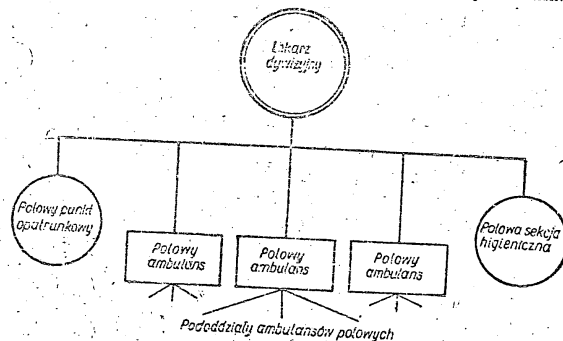 Lekarz
dywizyjny
Polowy punkt
opatrunkowy
Polowy
ambulans
Polowy
ambulans
Polowy
ambulans
Polowa sekcja
higieniczna
Pododdziały ambulansów polowych